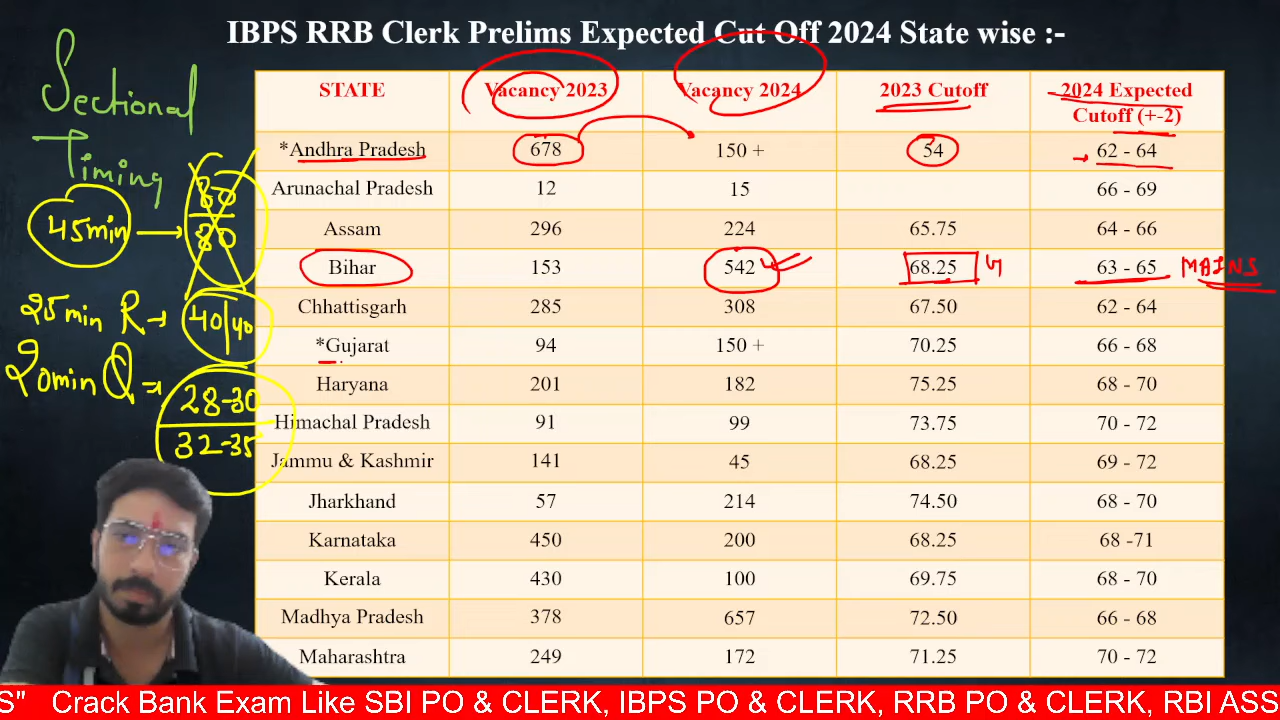 IBPS RRB Clerk Prelims Expected Cut Off 2024 State wise :-
Sectional
Timing
45min
80
80
25min R → 40/40
20min Q →
28-30
32-35
STATE Vacancy 2023 Vacancy 2024 2023 Cutoff 2024 Expected Cutoff (+-2)
*Andhra Pradesh 678 150 + 54 62 - 64
Arunachal Pradesh 12 15 66 - 69
Assam 296 224 65.75 64 - 66
Bihar 153 542 68.25 63 - 65 MAINS
Chhattisgarh 285 308 67.50 62 - 64
*Gujarat 94 150 + 70.25 66 - 68
Haryana 201 182 75.25 68 - 70
Himachal Pradesh 91 99 73.75 70 - 72
Jammu & Kashmir 141 45 68.25 69 - 72
Jharkhand 57 214 74.50 68 - 70
Karnataka 450 200 68.25 68 -71
Kerala 430 100 69.75 68 - 70
Madhya Pradesh 378 657 72.50 66 - 68
Maharashtra 249 172 71.25 70 - 72
S" Crack Bank Exam Like SBI PO & CLERK, IBPS PO & CLERK, RRB PO & CLERK, RBI ASS